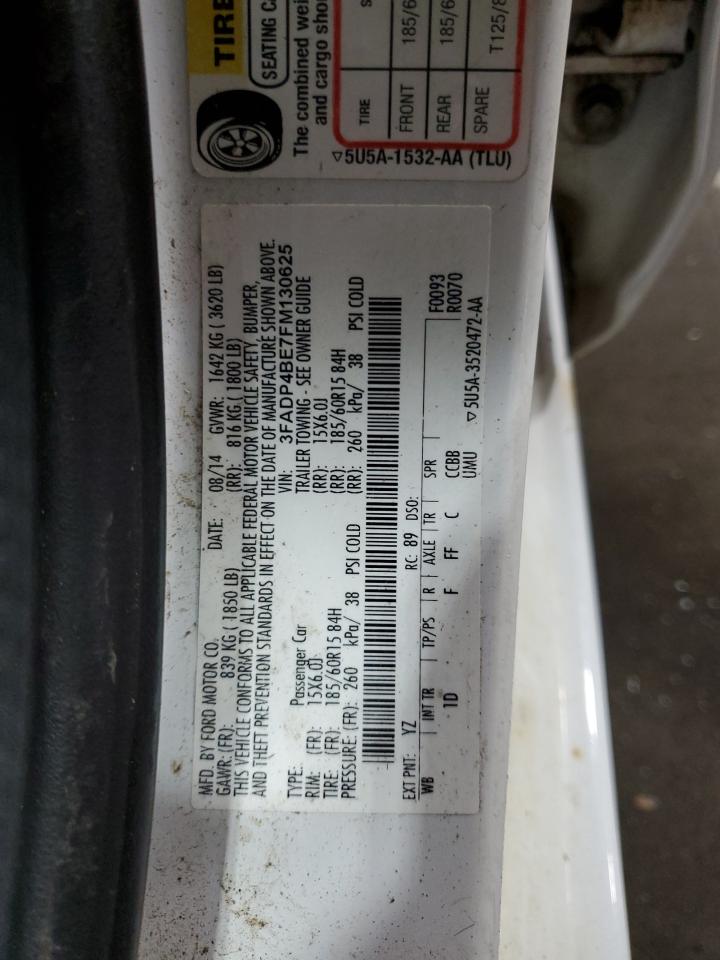 TIRE
SEATING CA
The combined wei
and cargo shou
TIRE S
FRONT 185/6
REAR 185/6
SPARE T125/8
▽5U5A-1532-AA (TLU)
MFD. BY FORD MOTOR CO. DATE: 08/14 GVWR: 1642 KG ( 3620 LB)
GAWR: (FR): 839 KG ( 1850 LB) (RR): 816 KG ( 1800 LB)
THIS VEHICLE CONFORMS TO ALL APPLICABLE FEDERAL MOTOR VEHICLE SAFETY, BUMPER,
AND THEFT PREVENTION STANDARDS IN EFFECT ON THE DATE OF MANUFACTURE SHOWN ABOVE.
VIN: 3FADP4BE7FM130625
TYPE: Passenger Car TRAILER TOWING - SEE OWNER GUIDE
RIM: (FR): 15X6.0J (RR): 15X6.0J
TIRE: (FR): 185/60R15 84H (RR): 185/60R15 84H
PRESSURE: (FR): 260 kPa/ 38 PSI COLD (RR): 260 kPa/ 38 PSI COLD
EXT PNT: YZ RC: 89 DSO: F0093
WB INT TR TP/PS R AXLE TR SPR R0070
1D F FF C CCBB ▽5U5A-3520472-AA
UMU